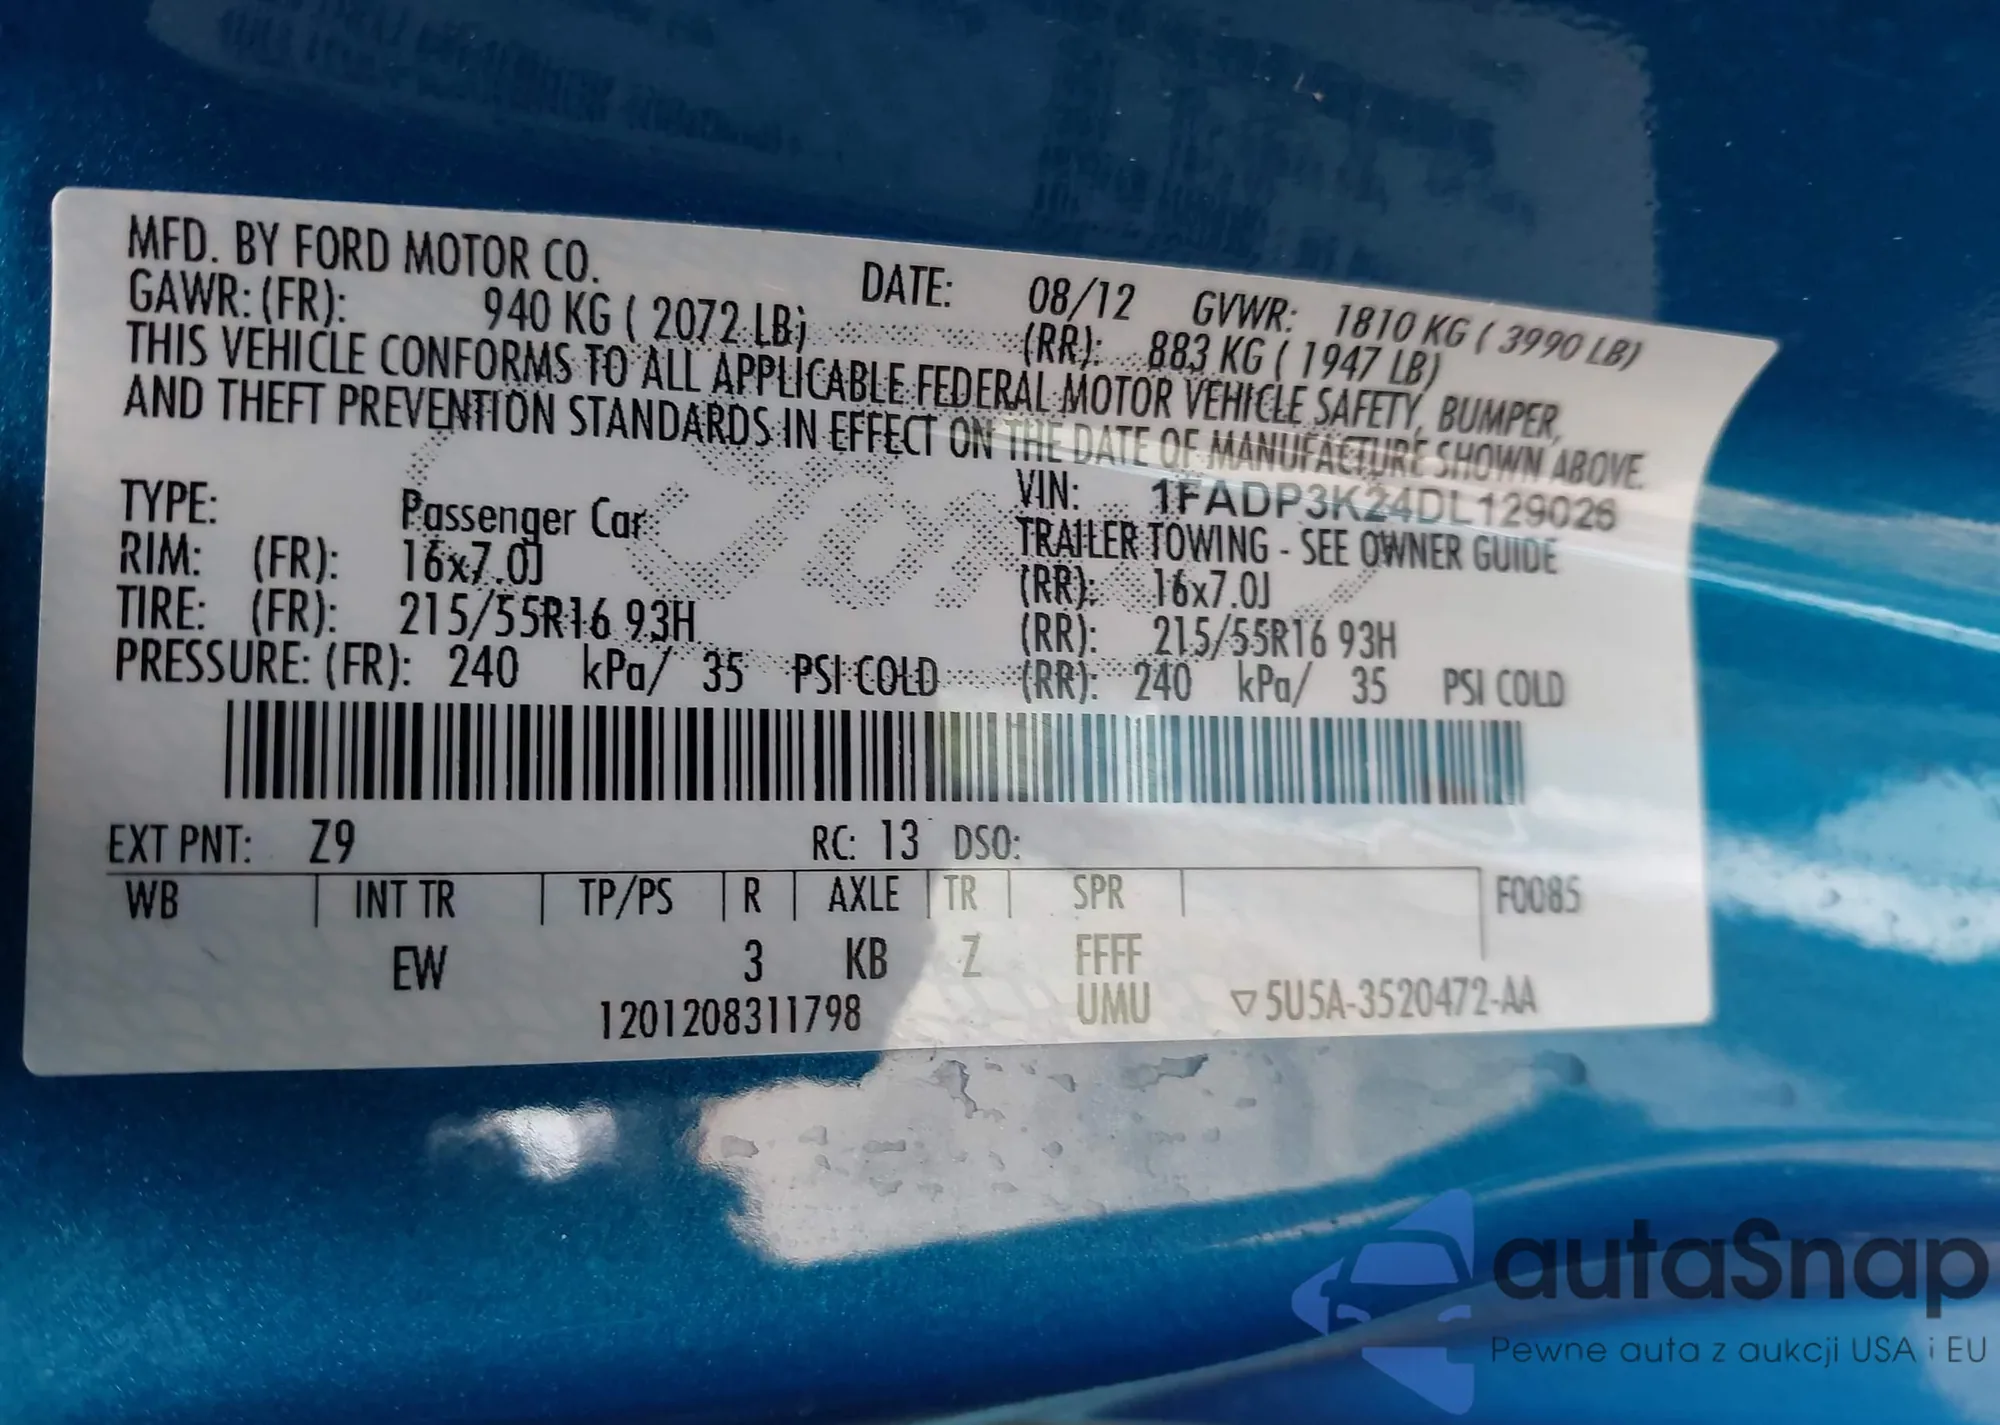 MFD. BY FORD MOTOR CO. DATE: 08/12 GVWR: 1810 KG ( 3990 LB)
GAWR: (FR): 940 KG ( 2072 LB) (RR): 883 KG ( 1947 LB)
THIS VEHICLE CONFORMS TO ALL APPLICABLE FEDERAL MOTOR VEHICLE SAFETY, BUMPER,
AND THEFT PREVENTION STANDARDS IN EFFECT ON THE DATE OF MANUFACTURE SHOWN ABOVE.
VIN: 1FADP3K24DL129026
TYPE: Passenger Car TRAILER TOWING - SEE OWNER GUIDE
RIM: (FR): 16x7.0J (RR): 16x7.0J
TIRE: (FR): 215/55R16 93H (RR): 215/55R16 93H
PRESSURE: (FR): 240 kPa/ 35 PSI COLD (RR): 240 kPa/ 35 PSI COLD
EXT PNT: Z9 RC: 13 DSO:
WB INT TR TP/PS R AXLE TR SPR F0085
EW 3 KB Z FFFF
1201208311798 UMU ▽5U5A-3520472-AA
autaSnap
Pewne auta z aukcji USA i EU